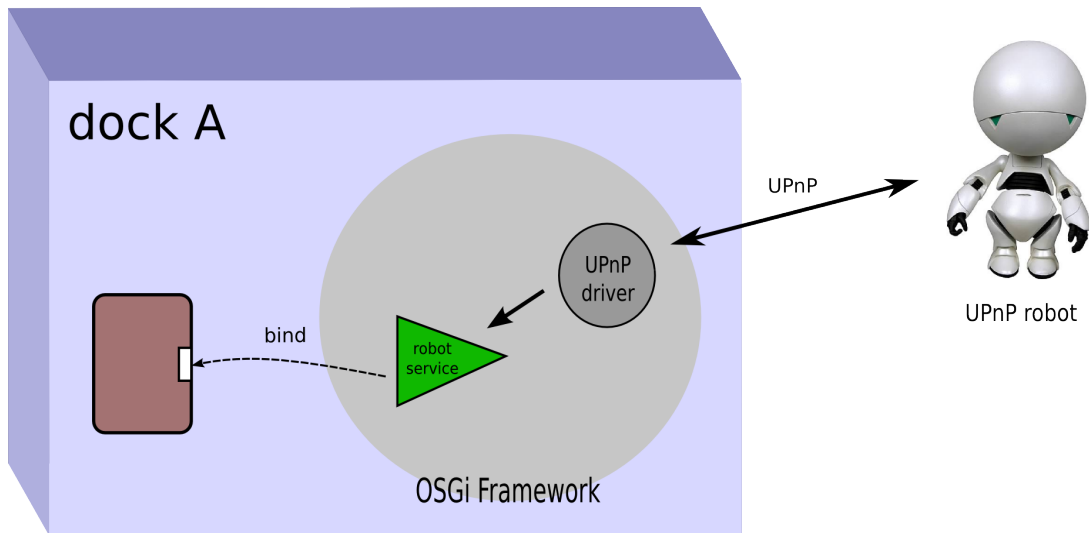 dock A
UPnP
UPnP
driver
UPnP robot
bind
robot
service
OSGi Framework